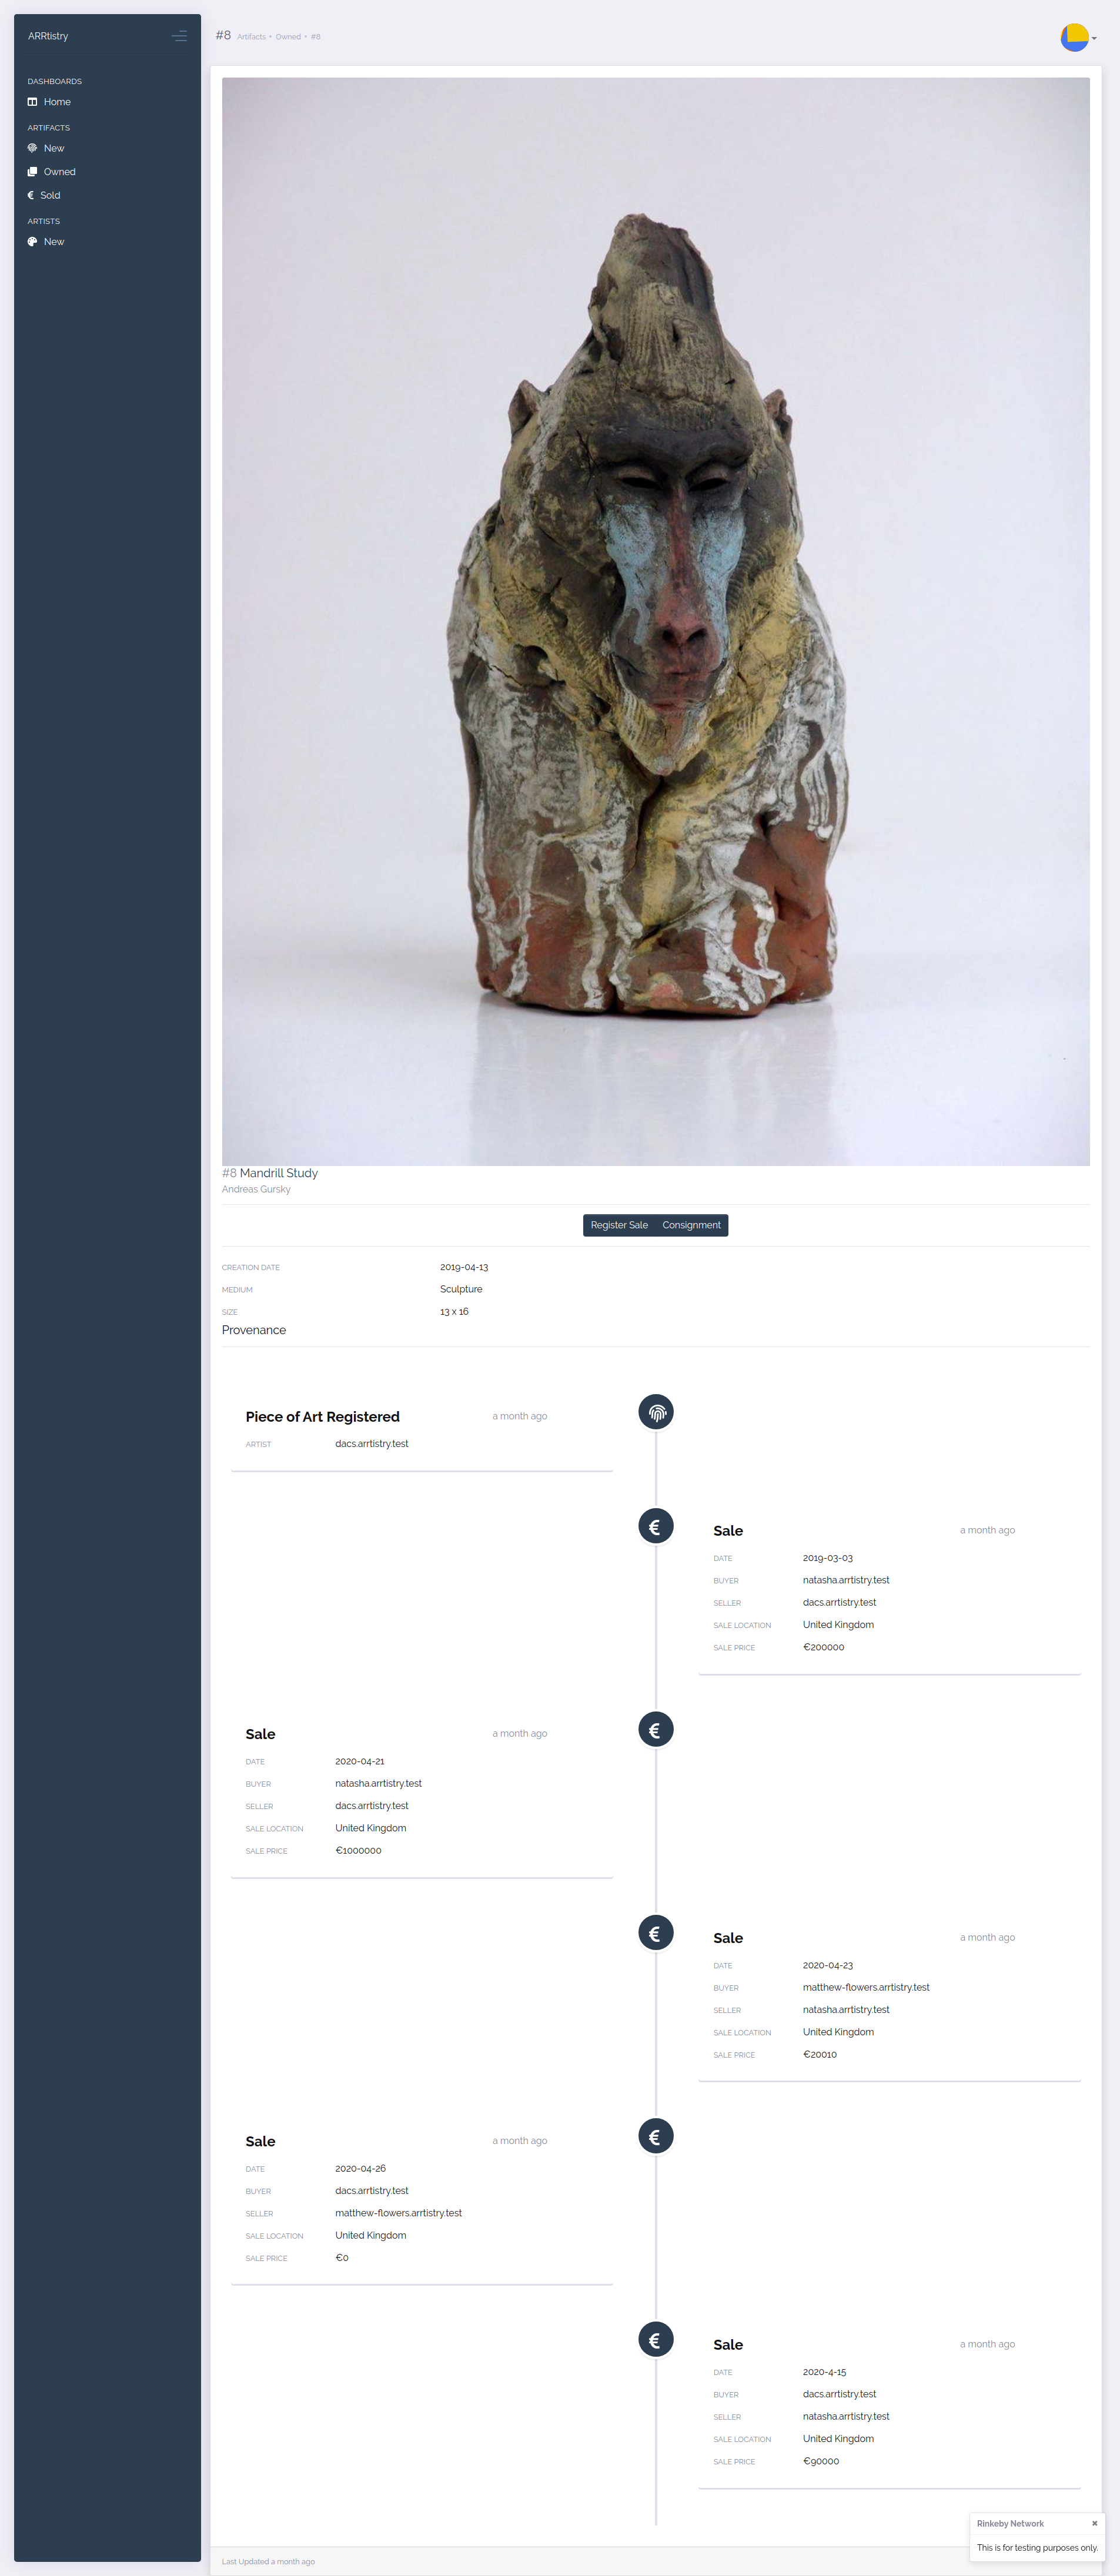 ARRtistry
DASHBOARDS
Home
ARTIFACTS
New
Owned
€ Sold
ARTISTS
New
#8 Artifacts • Owned • #8
#8 Mandrill Study
Andreas Gursky
Register Sale Consignment
CREATION DATE 2019-04-13
MEDIUM Sculpture
SIZE 13 x 16
Provenance
Piece of Art Registered a month ago
ARTIST dacs.arrtistry.test
€
Sale a month ago
DATE 2019-03-03
BUYER natasha.arrtistry.test
SELLER dacs.arrtistry.test
SALE LOCATION United Kingdom
SALE PRICE €200000
€
Sale a month ago
DATE 2020-04-21
BUYER natasha.arrtistry.test
SELLER dacs.arrtistry.test
SALE LOCATION United Kingdom
SALE PRICE €1000000
€
Sale a month ago
DATE 2020-04-23
BUYER matthew-flowers.arrtistry.test
SELLER natasha.arrtistry.test
SALE LOCATION United Kingdom
SALE PRICE €20010
€
Sale a month ago
DATE 2020-04-26
BUYER dacs.arrtistry.test
SELLER matthew-flowers.arrtistry.test
SALE LOCATION United Kingdom
SALE PRICE €0
€
Sale a month ago
DATE 2020-4-15
BUYER dacs.arrtistry.test
SELLER natasha.arrtistry.test
SALE LOCATION United Kingdom
SALE PRICE €90000
Rinkeby Network ×
This is for testing purposes only.
Last Updated a month ago